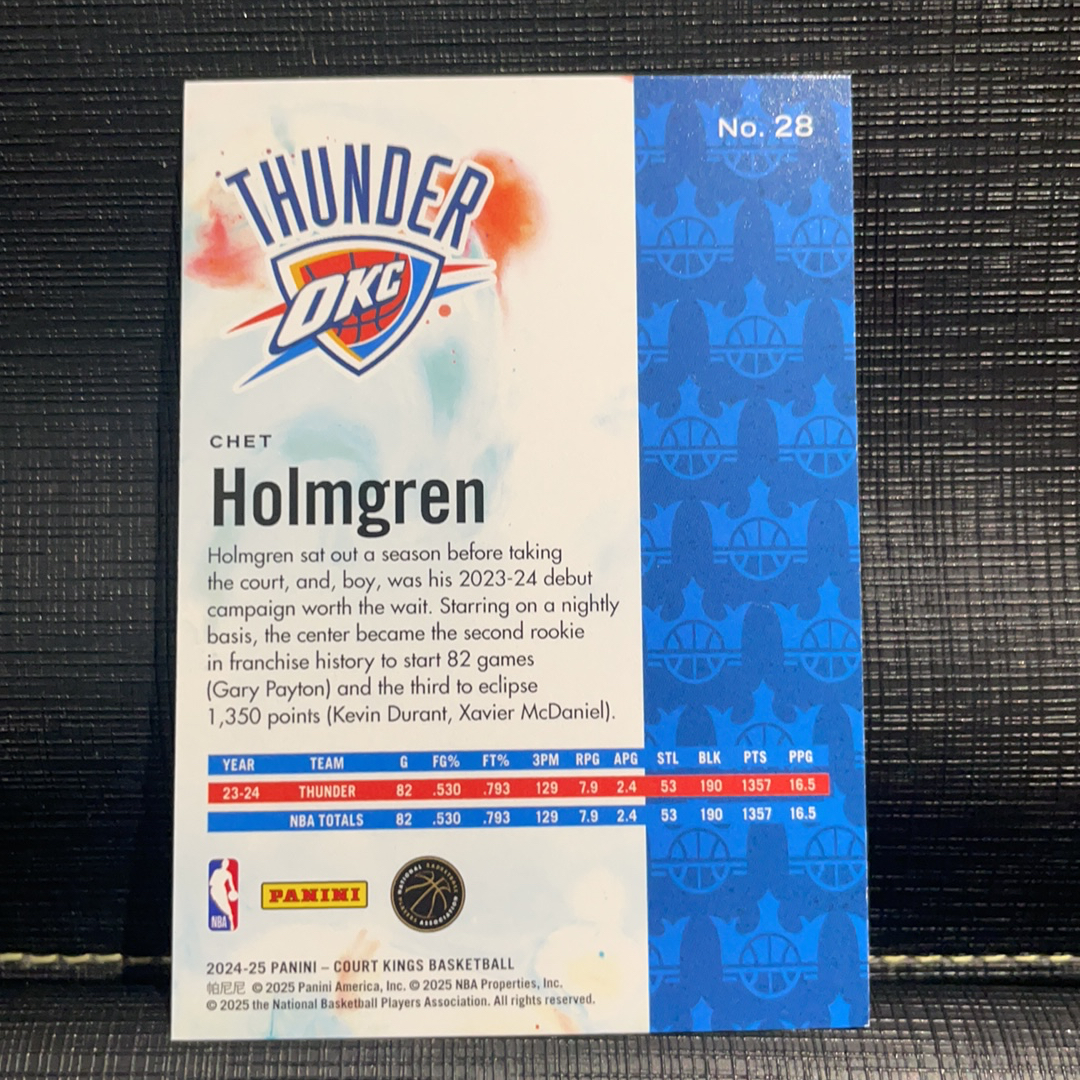 No. 28
THUNDER
OKC
CHET
Holmgren
Holmgren sat out a season before taking
the court, and, boy, was his 2023-24 debut
campaign worth the wait. Starring on a nightly
basis, the center became the second rookie
in franchise history to start 82 games
(Gary Payton) and the third to eclipse
1,350 points (Kevin Durant, Xavier McDaniel).
YEAR TEAM G FG% FT% 3PM RPG APG STL BLK PTS PPG
23-24 THUNDER 82 .530 .793 129 7.9 2.4 53 190 1357 16.5
NBA TOTALS 82 .530 .793 129 7.9 2.4 53 190 1357 16.5
NBA
PANINI
NATIONAL BASKETBALL PLAYERS ASSOCIATION
2024-25 PANINI – COURT KINGS BASKETBALL
帕尼尼 © 2025 Panini America, Inc. © 2025 NBA Properties, Inc.
© 2025 the National Basketball Players Association. All rights reserved.